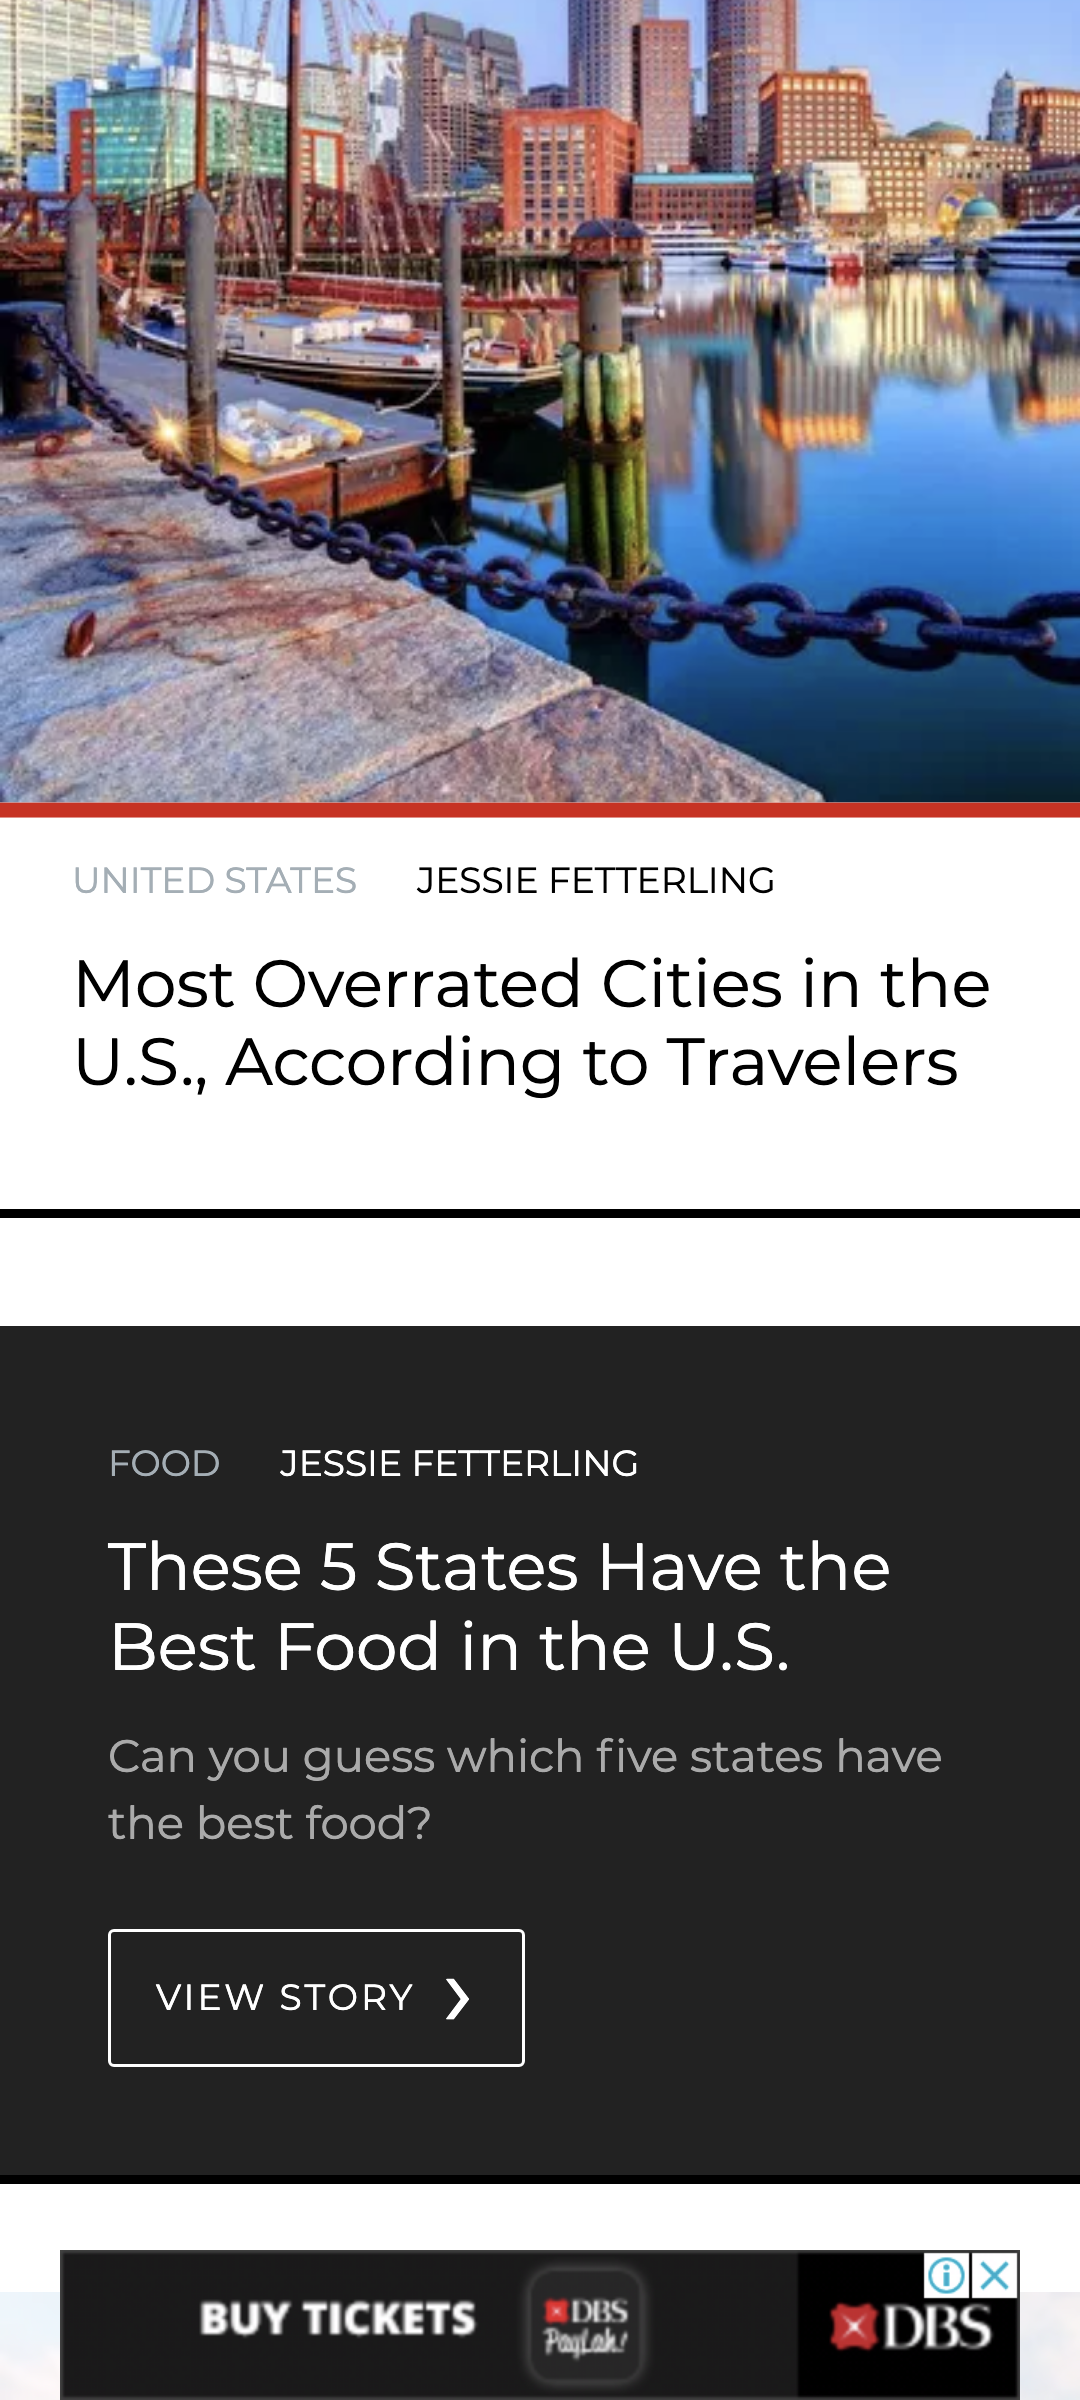 UNITED STATES JESSIE FETTERLING
Most Overrated Cities in the
U.S., According to Travelers
FOOD JESSIE FETTERLING
These 5 States Have the
Best Food in the U.S.
Can you guess which five states have
the best food?
VIEW STORY
BUY TICKETS
DBS
PayLah!
DBS